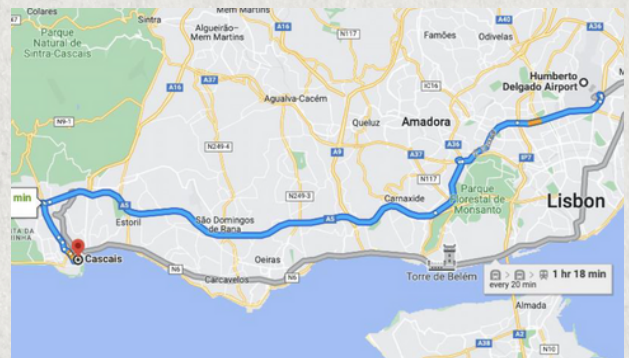 Colares
Sintra
Mem Martins
Algueirão–
Mem Martins
Parque
Natural de
Sintra-Cascais
A16
A37
N117
Famões
A40
Odivelas
A36
IC16
Humberto
Delgado Airport
N9-1
A16
Agualva-Cacém
Queluz
Amadora
A36
N249-4
A9
A37
N117
IP7
min
A5
Estoril
São Domingos
de Rana
N249-3
A5
Carnaxide
Parque
Florestal de
Monsanto
Lisbon
Cascais
N6
Oeiras
Carcavelos
N6
Torre de Belém
1 hr 18 min
every 20 min
Almada
A38
A2
N10